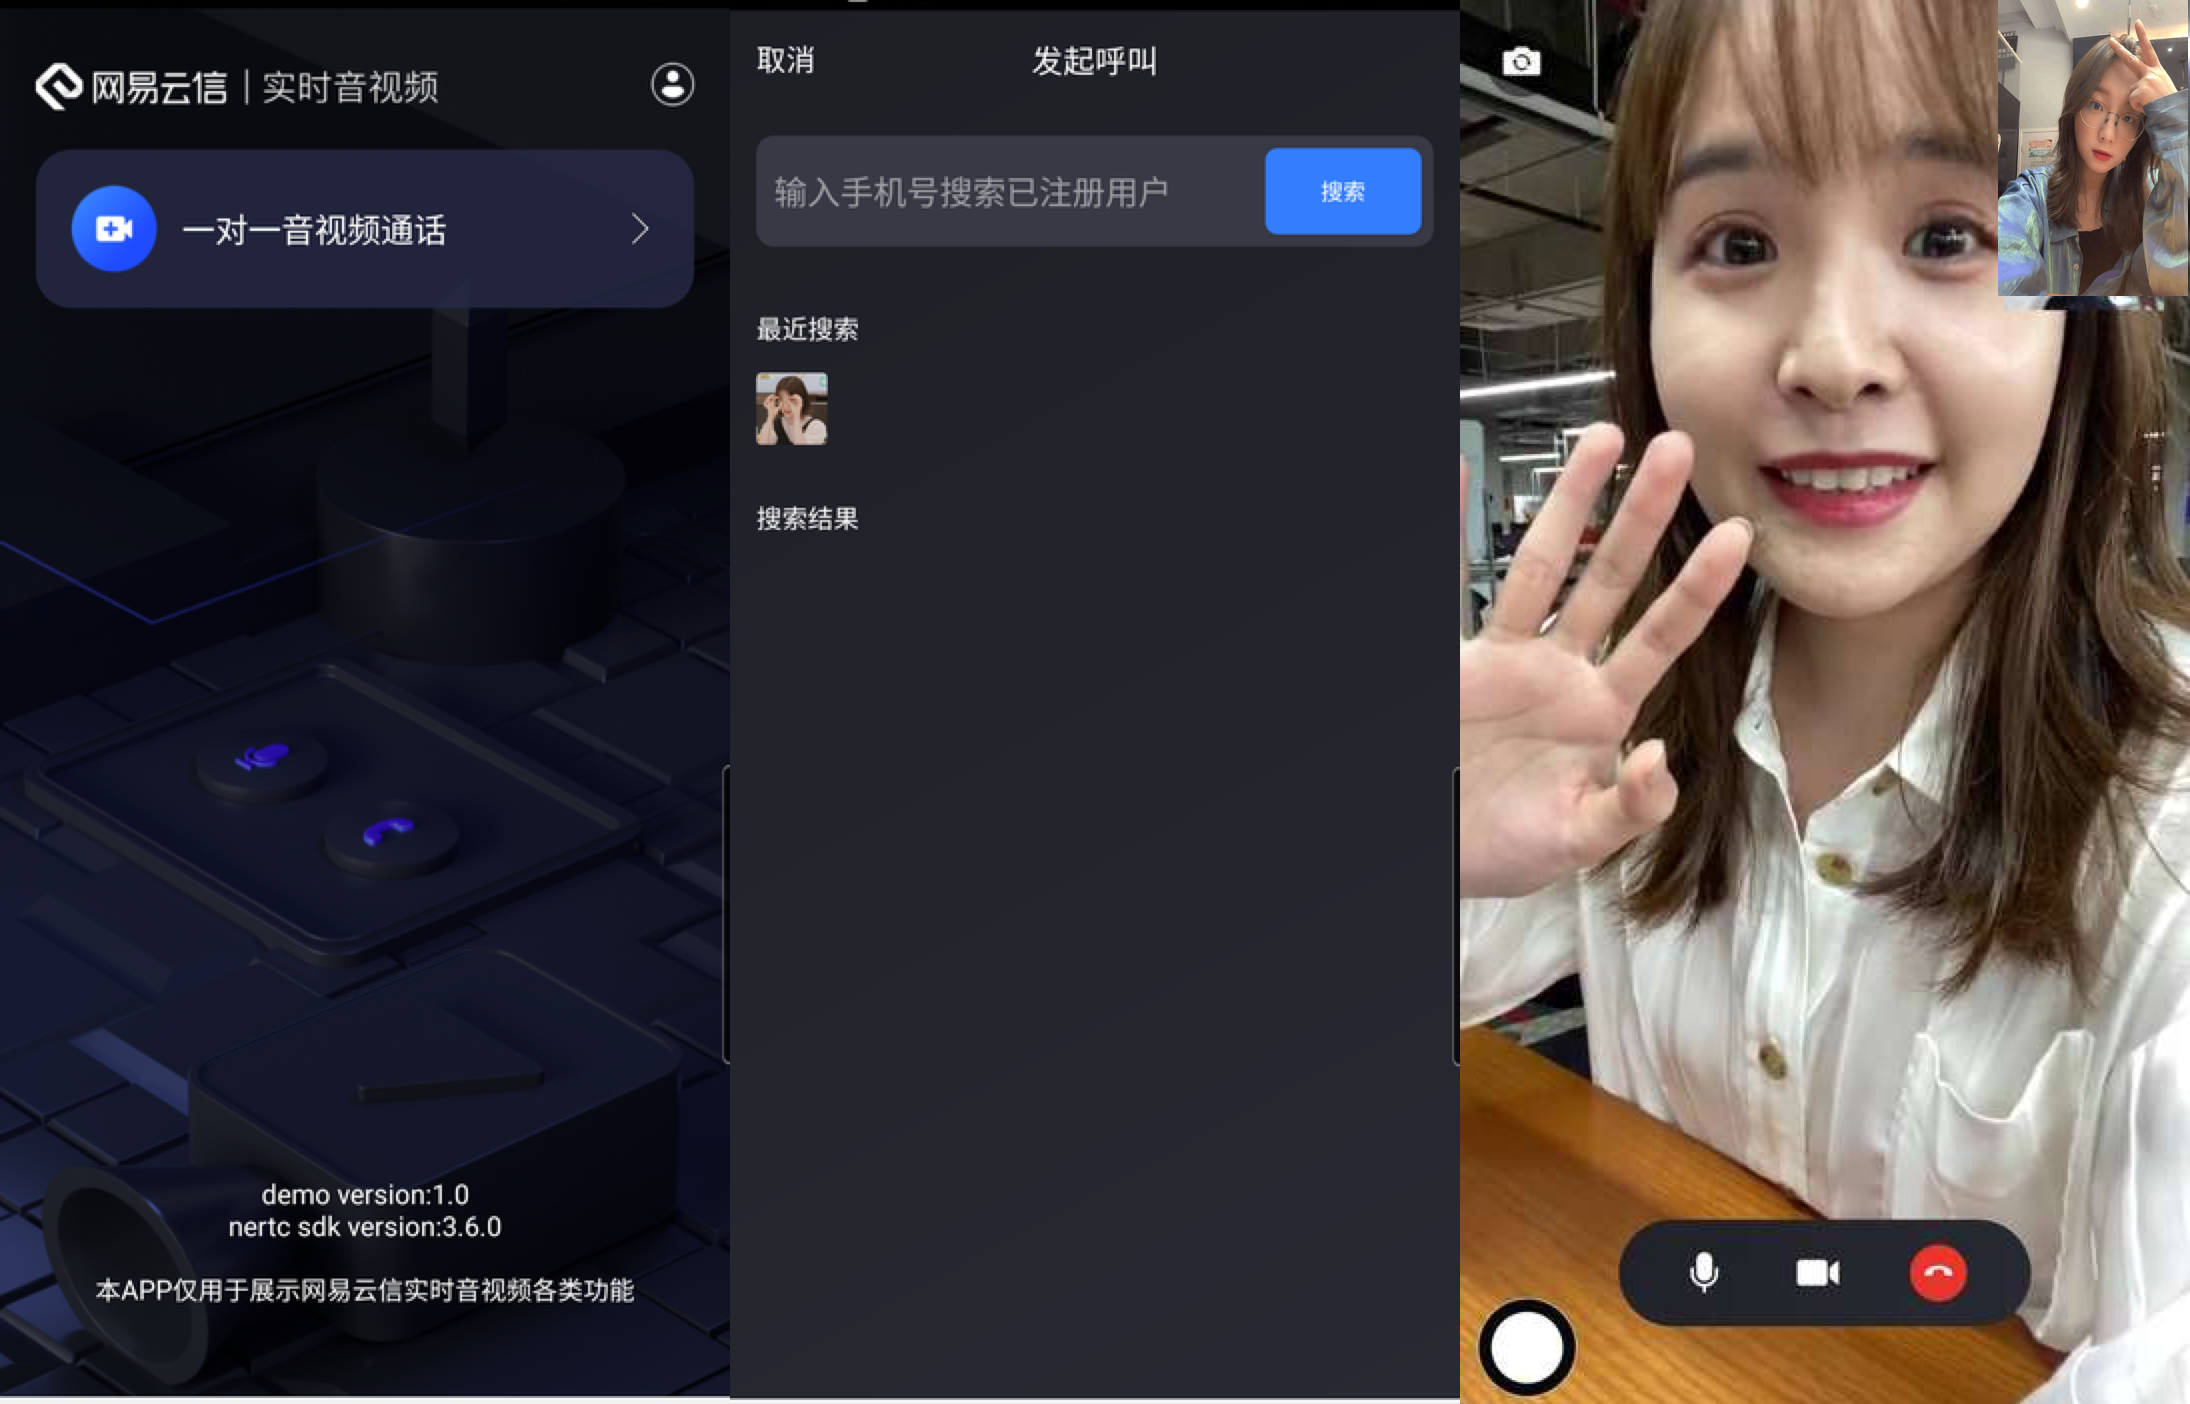 网易云信 | 实时音视频
一对一音视频通话
demo version:1.0
nertc sdk version:3.6.0
本APP仅用于展示网易云信实时音视频各类功能
取消
发起呼叫
输入手机号搜索已注册用户
搜索
最近搜索
搜索结果